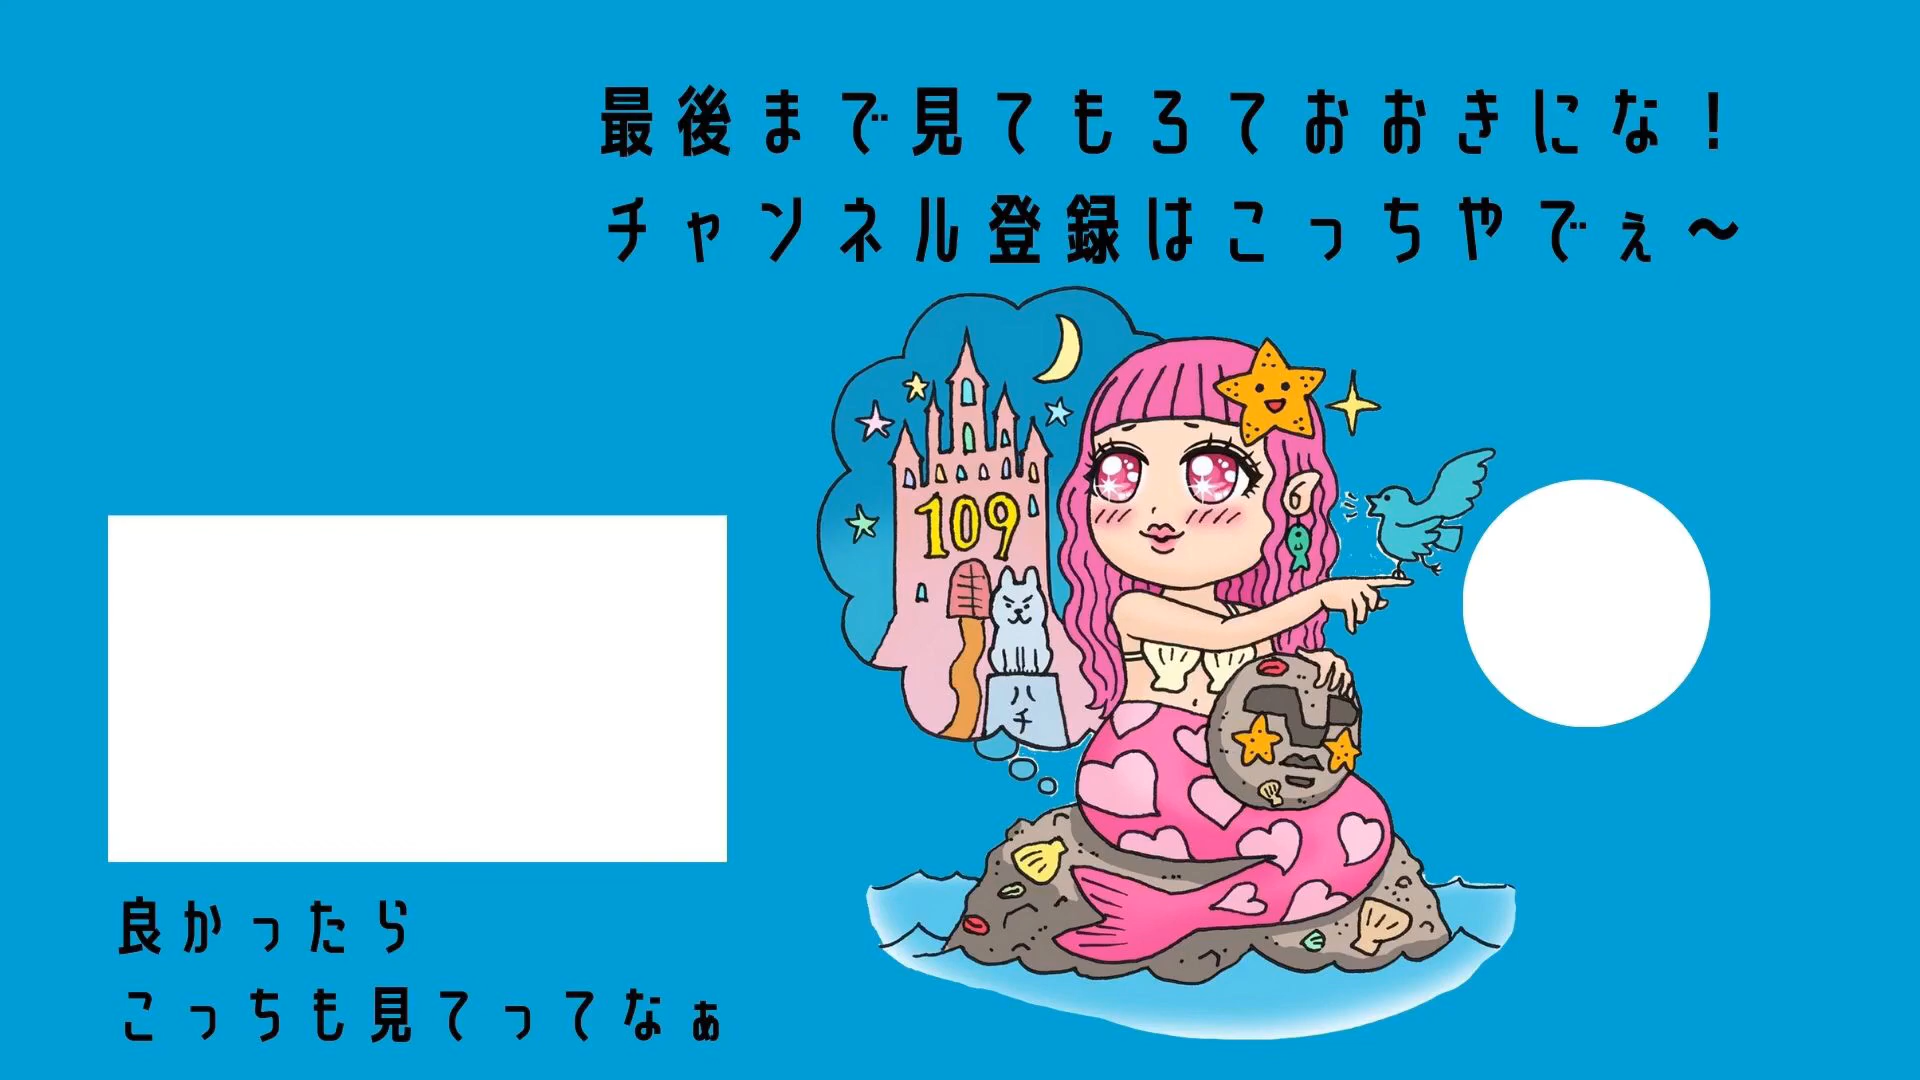 最後まで見てもろておおきにな！
チャンネル登録はこっちやでぇ～
109
ハチ
良かったら
こっちも見てってなぁ